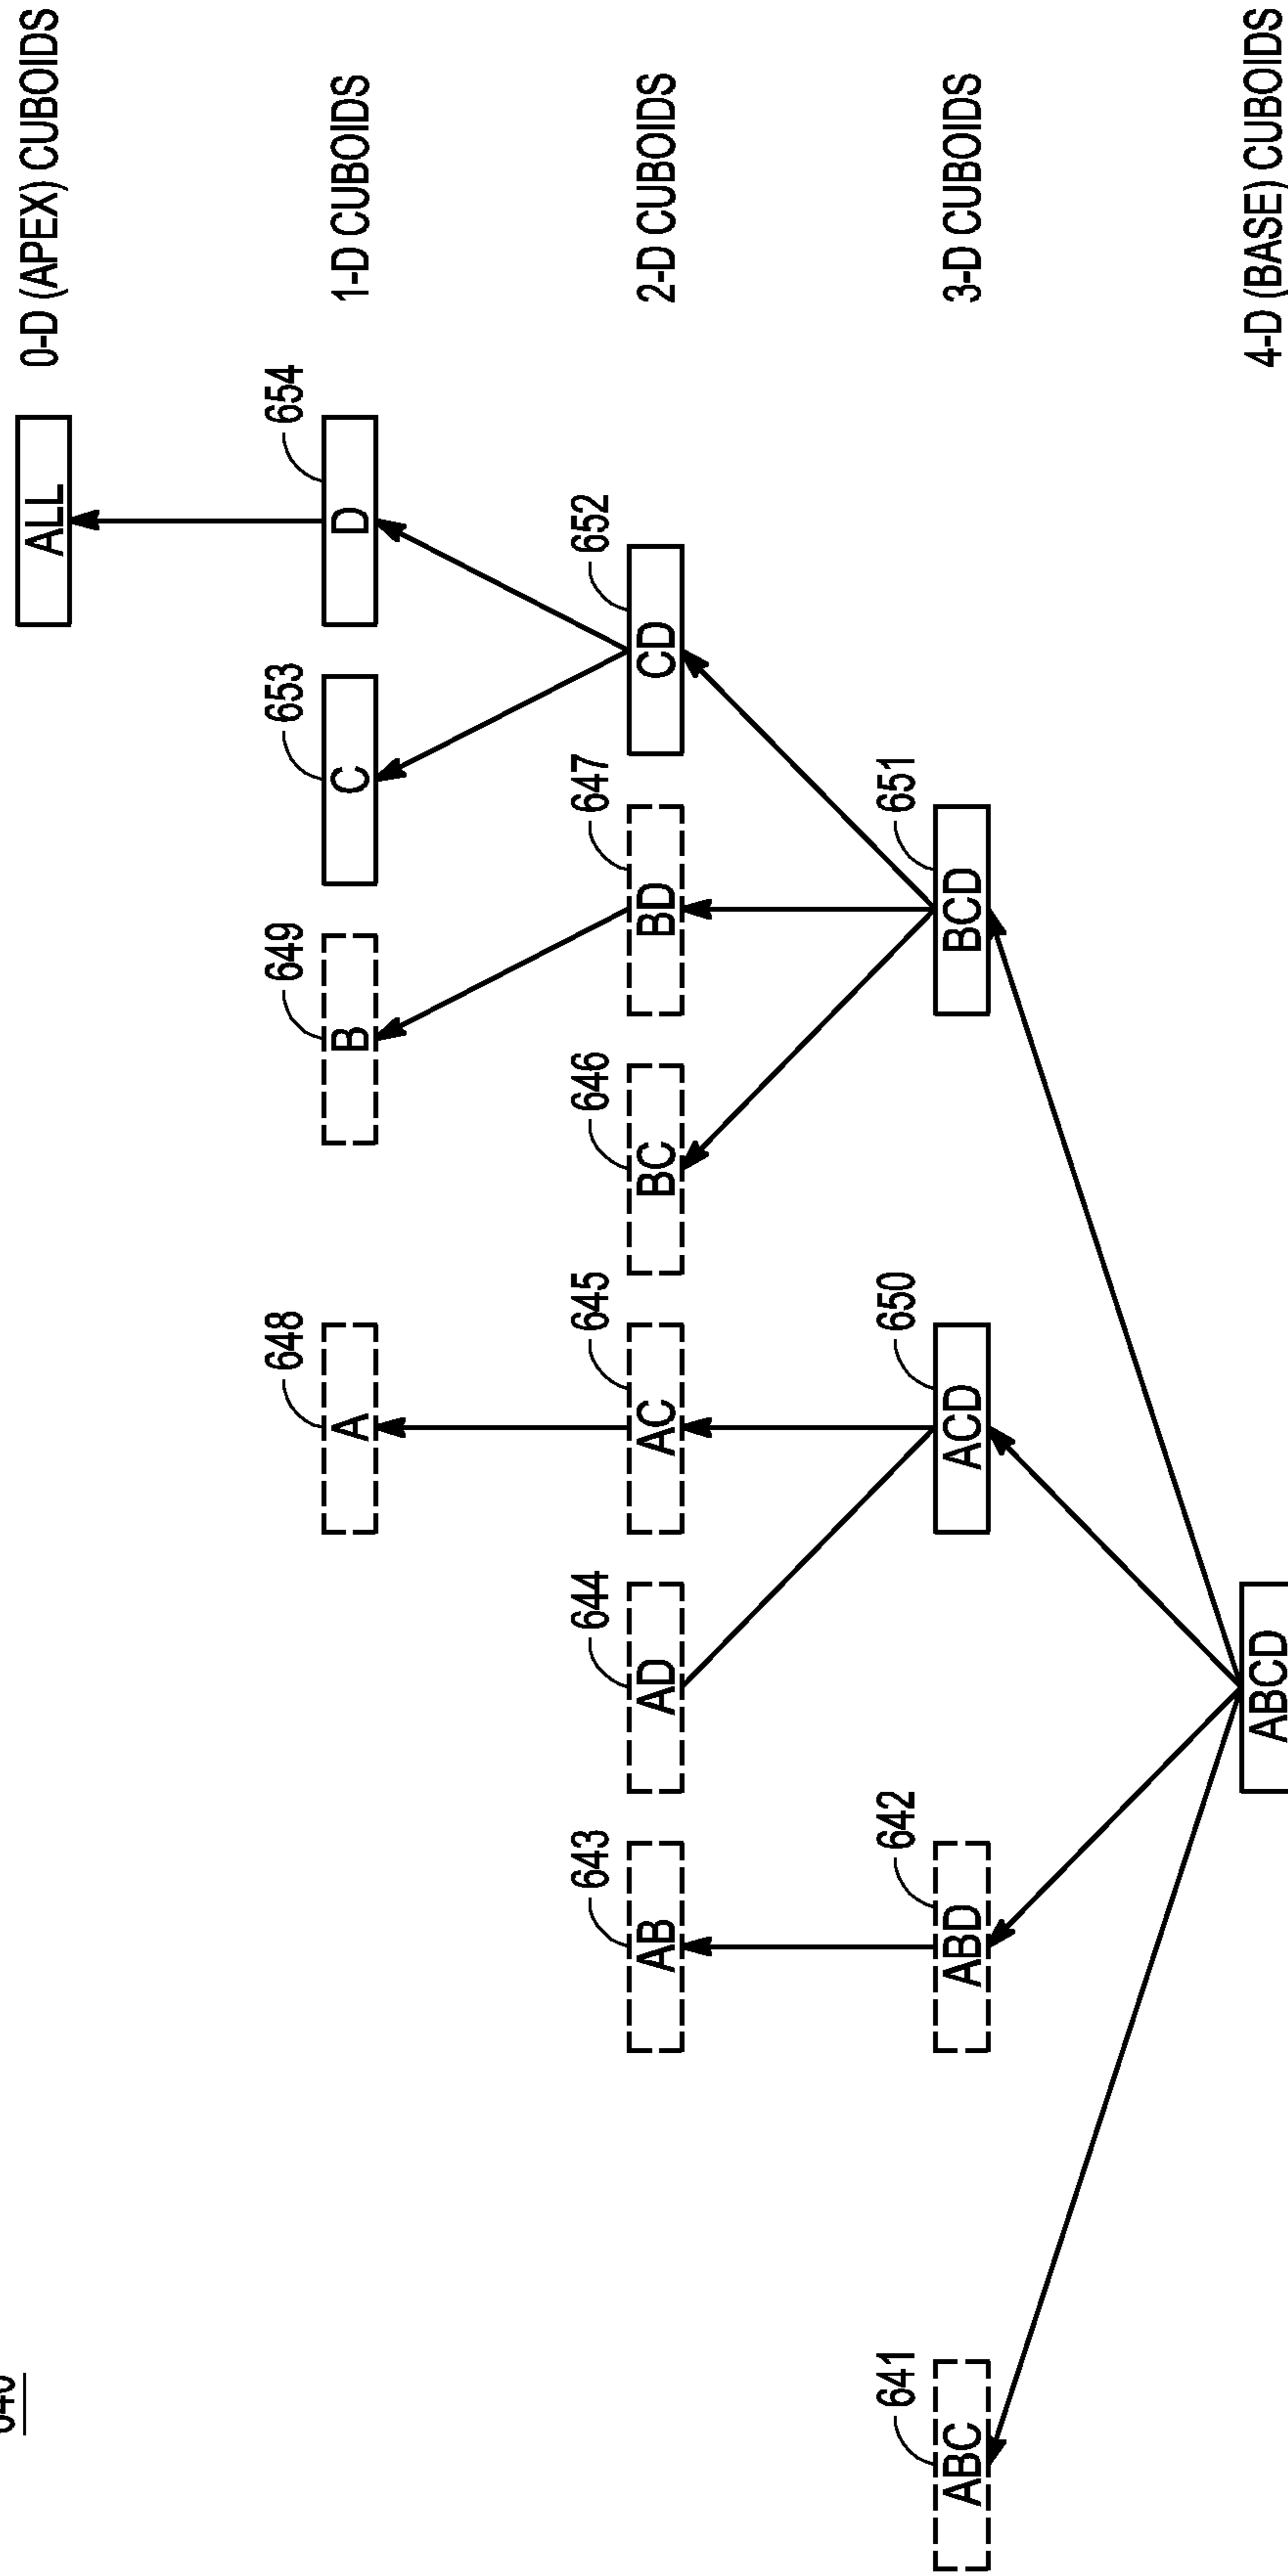 ALL 0-D (APEX) CUBOIDS
648 649 653 654
A B C D 1-D CUBOIDS
643 644 645 646 647 652
AB AD AC BC BD CD 2-D CUBOIDS
641 642 650 651
ABC ABD ACD BCD 3-D CUBOIDS
ABCD 4-D (BASE) CUBOIDS